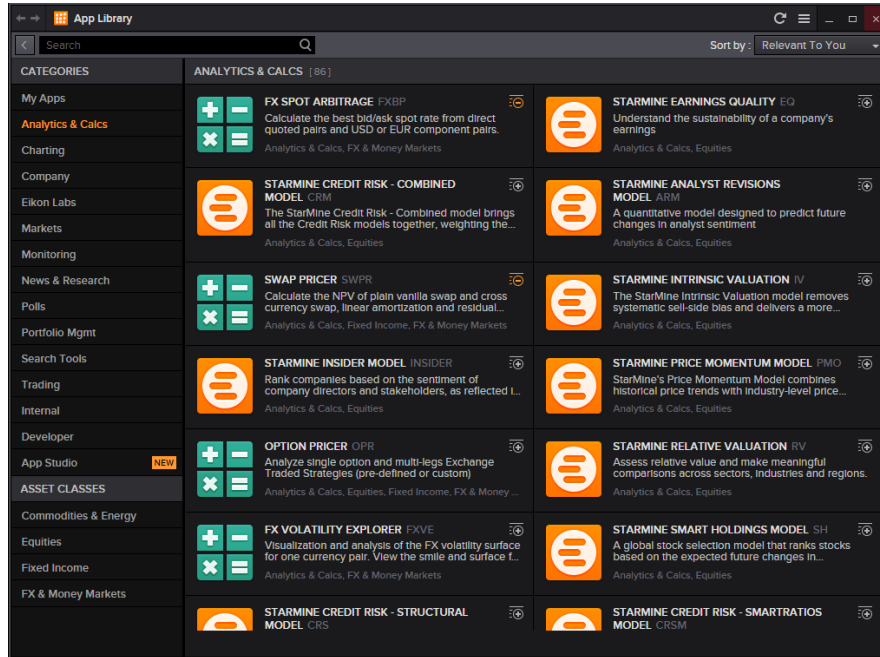 App Library
Search
Sort by : Relevant To You
CATEGORIES
My Apps
Analytics & Calcs
Charting
Company
Eikon Labs
Markets
Monitoring
News & Research
Polls
Portfolio Mgmt
Search Tools
Trading
Internal
Developer
App Studio NEW
ASSET CLASSES
Commodities & Energy
Equities
Fixed Income
FX & Money Markets
ANALYTICS & CALCS [86]
FX SPOT ARBITRAGE FXBP
Calculate the best bid/ask spot rate from direct
quoted pairs and USD or EUR component pairs.
Analytics & Calcs, FX & Money Markets
STARMINE EARNINGS QUALITY EQ
Understand the sustainability of a company's
earnings
Analytics & Calcs, Equities
STARMINE CREDIT RISK - COMBINED
MODEL CRM
The StarMine Credit Risk - Combined model brings
all the Credit Risk models together, weighting the...
Analytics & Calcs, Equities
STARMINE ANALYST REVISIONS
MODEL ARM
A quantitative model designed to predict future
changes in analyst sentiment
Analytics & Calcs, Equities
SWAP PRICER SWPR
Calculate the NPV of plain vanilla swap and cross
currency swap, linear amortization and residual...
Analytics & Calcs, Fixed Income, FX & Money Markets
STARMINE INTRINSIC VALUATION IV
The StarMine Intrinsic Valuation model removes
systematic sell-side bias and delivers a more...
Analytics & Calcs, Equities
STARMINE INSIDER MODEL INSIDER
Rank companies based on the sentiment of
company directors and stakeholders, as reflected i...
Analytics & Calcs, Equities
STARMINE PRICE MOMENTUM MODEL PMO
StarMine's Price Momentum Model combines
historical price trends with industry-level price...
Analytics & Calcs, Equities
OPTION PRICER OPR
Analyze single option and multi-legs Exchange
Traded Strategies (pre-defined or custom)
Analytics & Calcs, Equities, Fixed Income, FX & Money ...
STARMINE RELATIVE VALUATION RV
Assess relative value and make meaningful
comparisons across sectors, industries and regions.
Analytics & Calcs, Equities
FX VOLATILITY EXPLORER FXVE
Visualization and analysis of the FX volatility surface
for one currency pair. View the smile and surface f...
Analytics & Calcs, FX & Money Markets
STARMINE SMART HOLDINGS MODEL SH
A global stock selection model that ranks stocks
based on the expected future changes in...
Analytics & Calcs, Equities
STARMINE CREDIT RISK - STRUCTURAL
MODEL CRS
STARMINE CREDIT RISK - SMARTRATIOS
MODEL CRSM